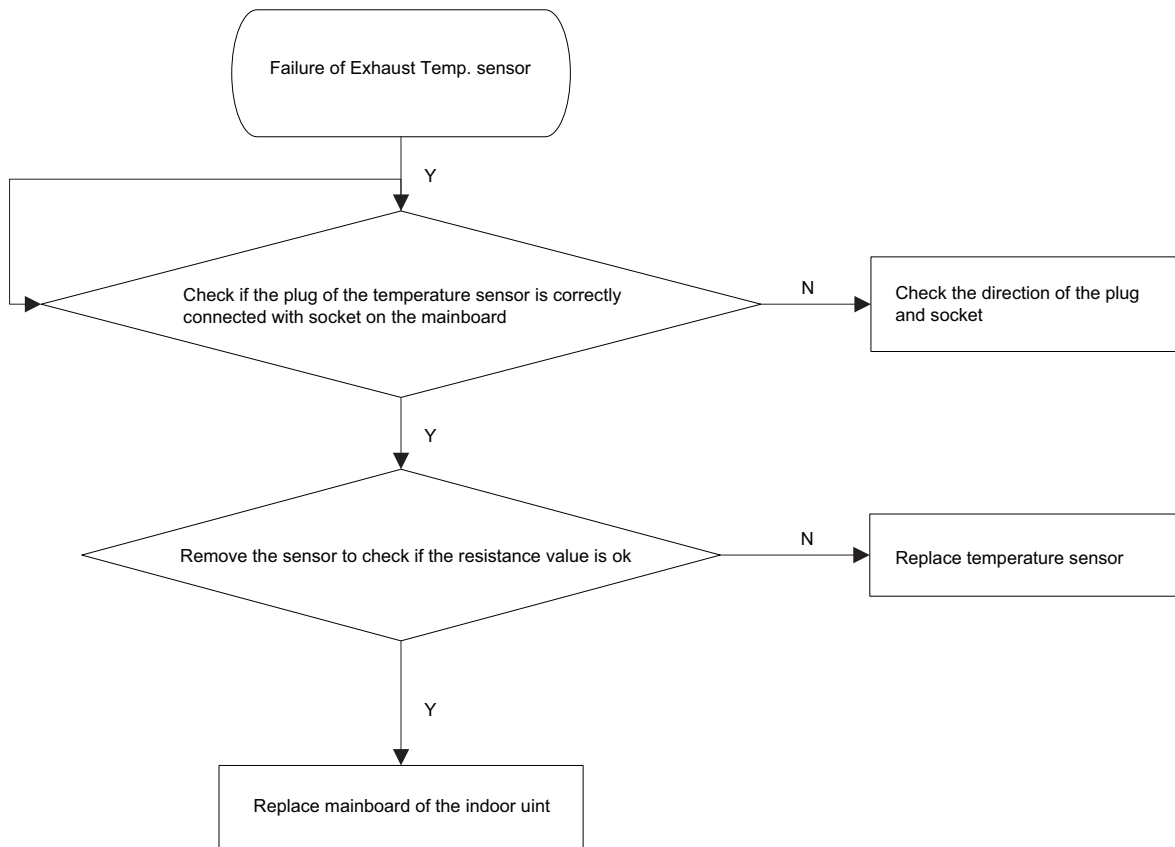 Failure of Exhaust Temp. sensor
Y
Check if the plug of the temperature sensor is correctly
connected with socket on the mainboard
N
Check the direction of the plug
and socket
Y
Remove the sensor to check if the resistance value is ok
N
Replace temperature sensor
Y
Replace mainboard of the indoor uint